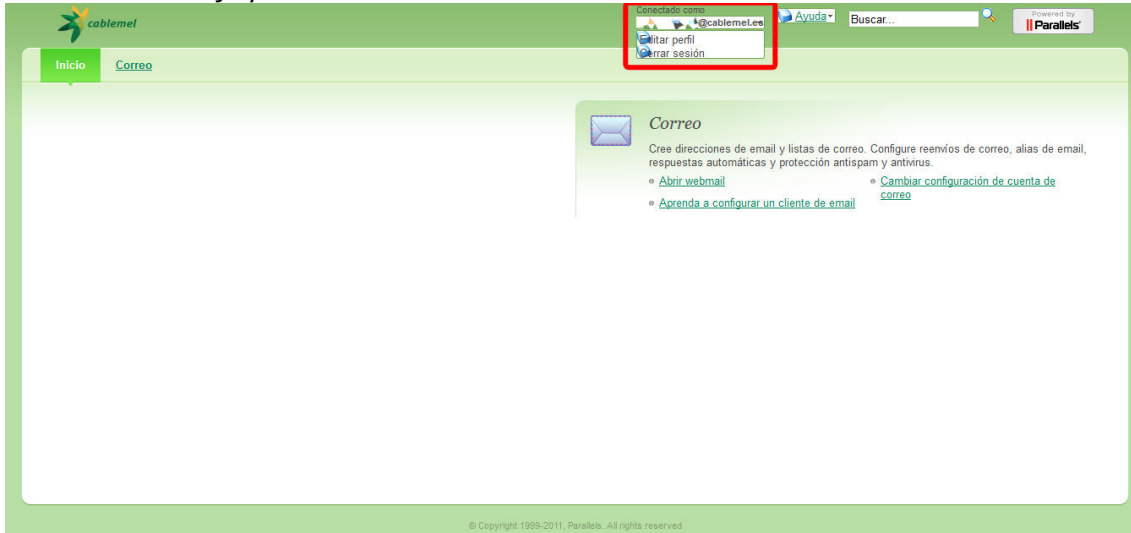 cablemel
Conectado como
@cablemel.es
Editar perfil
Cerrar sesión
Ayuda
Buscar...
Powered by
Parallels
Inicio
Correo
Correo
Cree direcciones de email y listas de correo. Configure reenvíos de correo, alias de email,
respuestas automáticas y protección antispam y antivirus.
Abrir webmail
Cambiar configuración de cuenta de
correo
Aprenda a configurar un cliente de email
© Copyright 1999-2011, Parallels. All rights reserved